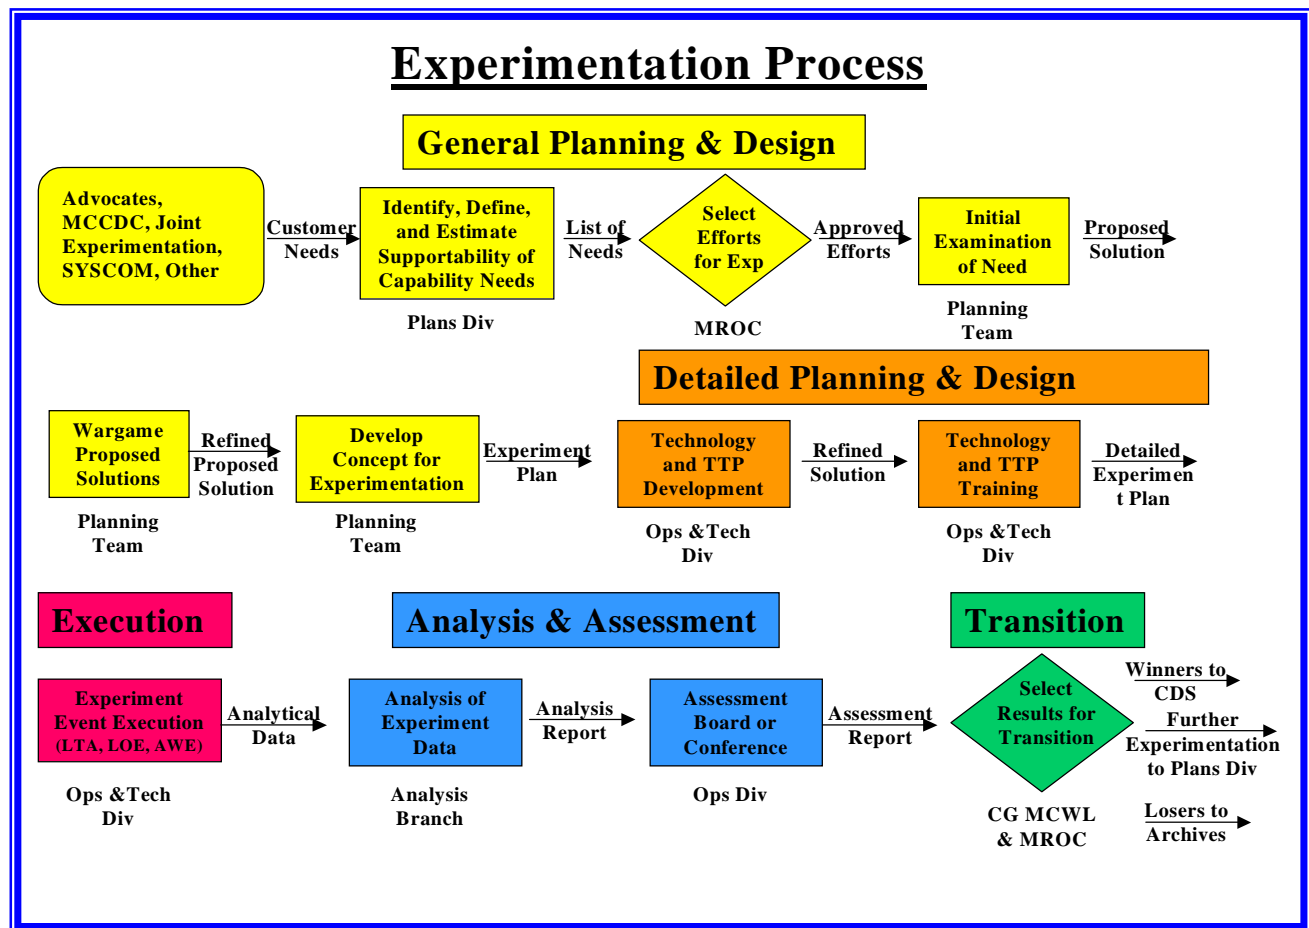 Experimentation Process
General Planning & Design
Advocates,
MCCDC, Joint
Experimentation,
SYSCOM, Other
Customer
Needs
Identify, Define,
and Estimate
Supportability of
Capability Needs
Plans Div
List of
Needs
Select
Efforts
for Exp
MROC
Approved
Efforts
Initial
Examination
of Need
Planning
Team
Proposed
Solution
Detailed Planning & Design
Wargame
Proposed
Solutions
Planning
Team
Refined
Proposed
Solution
Develop
Concept for
Experimentation
Planning
Team
Experiment
Plan
Technology
and TTP
Development
Ops &Tech
Div
Refined
Solution
Technology
and TTP
Training
Ops &Tech
Div
Detailed
Experimen
t Plan
Execution
Analysis & Assessment
Transition
Experiment
Event Execution
(LTA, LOE, AWE)
Ops &Tech
Div
Analytical
Data
Analysis of
Experiment
Data
Analysis
Branch
Analysis
Report
Assessment
Board or
Conference
Ops Div
Assessment
Report
Select
Results for
Transition
CG MCWL
& MROC
Winners to
CDS
Further
Experimentation
to Plans Div
Losers to
Archives